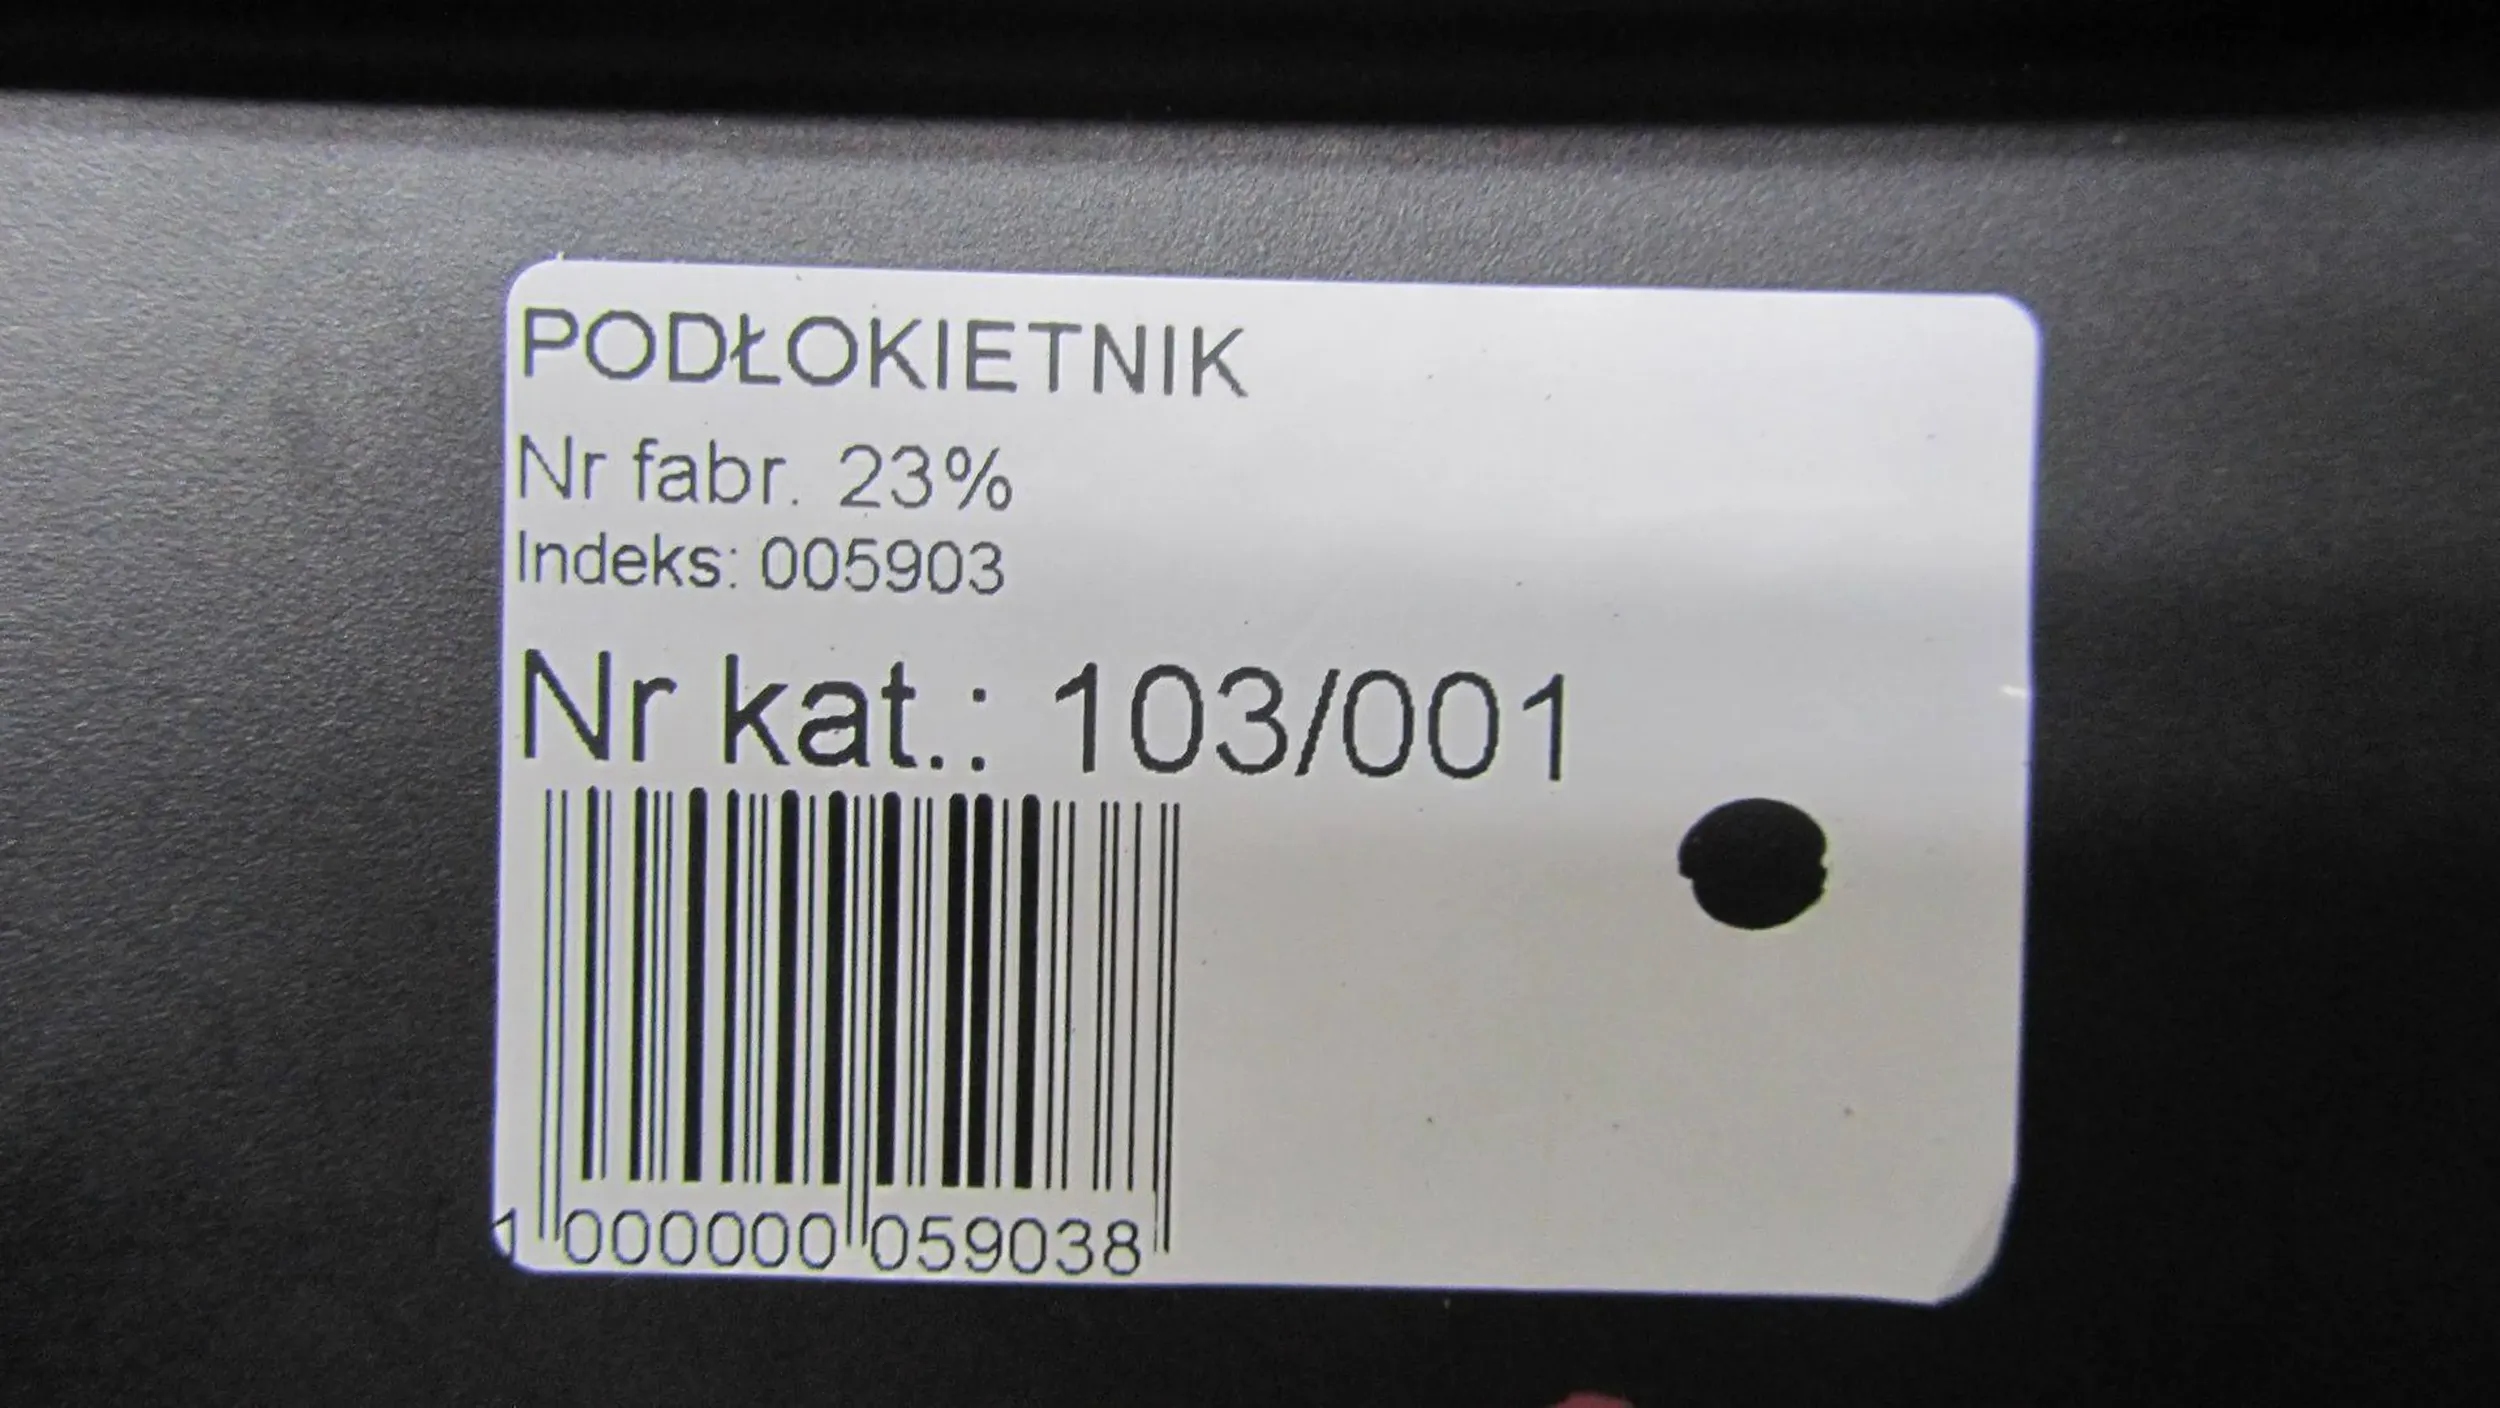 PODŁOKIETNIK
Nr fabr. 23%
Indeks: 005903
Nr kat.: 103/001
1 000000 059038